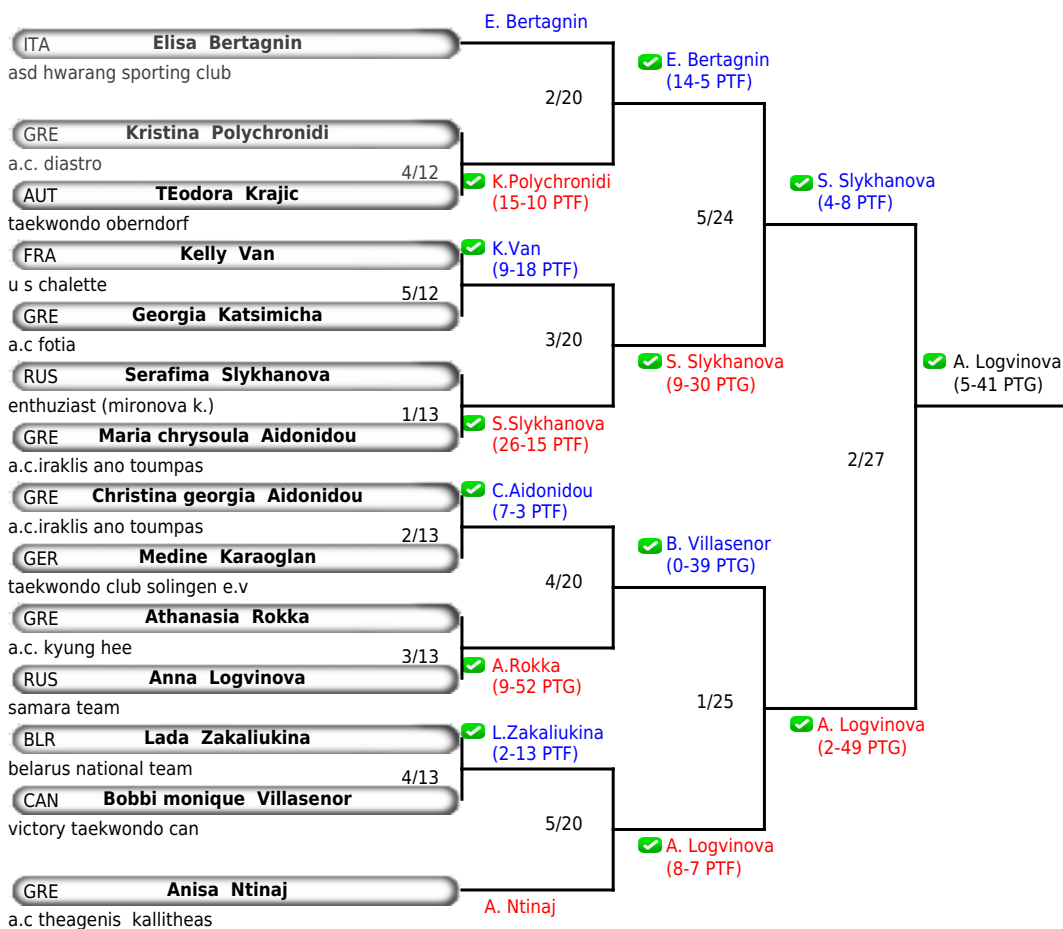 E. Bertagnin
ITA Elisa Bertagnin
asd hwarang sporting club
E. Bertagnin
(14-5 PTF)
2/20
GRE Kristina Polychronidi
a.c. diastro
4/12
K.Polychronidi
(15-10 PTF)
AUT TEodora Krajic
taekwondo oberndorf
S. Slykhanova
(4-8 PTF)
5/24
FRA Kelly Van
u s chalette
K.Van
(9-18 PTF)
5/12
GRE Georgia Katsimicha
a.c fotia
3/20
RUS Serafima Slykhanova
enthuziast (mironova k.)
S. Slykhanova
(9-30 PTG)
A. Logvinova
(5-41 PTG)
1/13
S.Slykhanova
(26-15 PTF)
GRE Maria chrysoula Aidonidou
a.c.iraklis ano toumpas
2/27
GRE Christina georgia Aidonidou
a.c.iraklis ano toumpas
C.Aidonidou
(7-3 PTF)
2/13
GER Medine Karaoglan
taekwondo club solingen e.v
B. Villasenor
(0-39 PTG)
4/20
GRE Athanasia Rokka
a.c. kyung hee
3/13
A.Rokka
(9-52 PTG)
RUS Anna Logvinova
samara team
1/25
A. Logvinova
(2-49 PTG)
BLR Lada Zakaliukina
belarus national team
L.Zakaliukina
(2-13 PTF)
4/13
CAN Bobbi monique Villasenor
victory taekwondo can
5/20
A. Logvinova
(8-7 PTF)
GRE Anisa Ntinaj
a.c theagenis kallitheas
A. Ntinaj